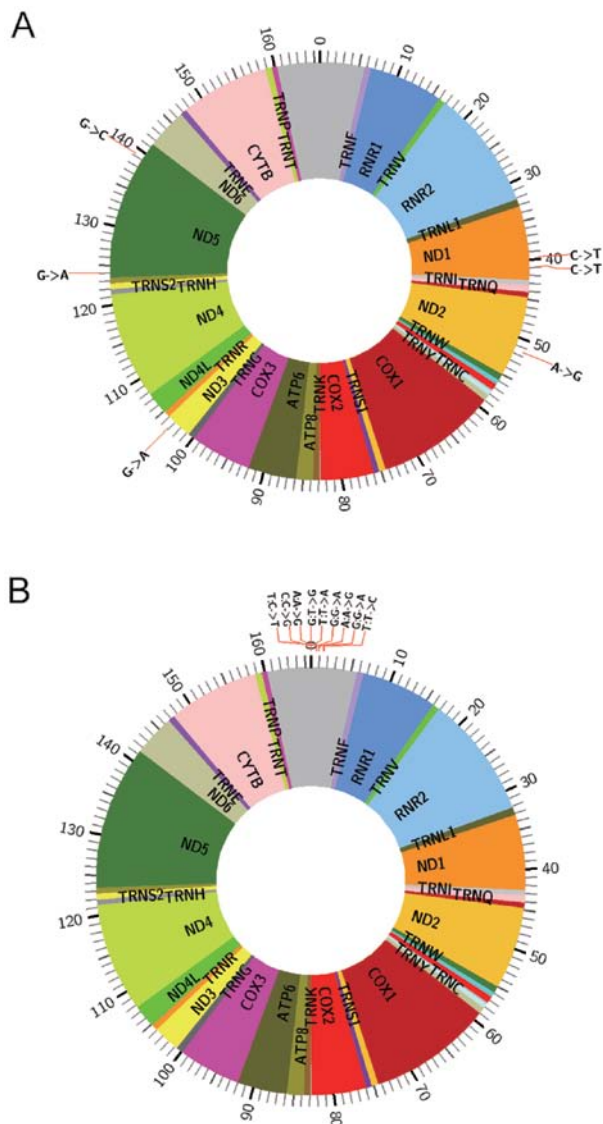 A
0
10
20
30
40
50
60
70
80
90
100
110
120
130
140
150
160
TRNF
RNR1
TRNV
RNR2
TRNL1
ND1
TRNI
TRNQ
ND2
TRNW
TRNY
TRNC
COX1
TRNS1
COX2
TRNK
ATP8
ATP6
COX3
TRNG
ND3
TRNR
ND4L
ND4
TRNS2
TRNH
ND5
ND6
TRNE
CYTB
TRNP
TRNT
C->T
C->T
A->G
G->A
G->A
G->C
B
T:C->T
C:C->G
A:A->G
G:T->G
T:T->A
G:G->A
A:A->G
G:G->A
T:T->C
0
10
20
30
40
50
60
70
80
90
100
110
120
130
140
150
160
TRNF
RNR1
TRNV
RNR2
TRNL1
ND1
TRNI
TRNQ
ND2
TRNW
TRNY
TRNC
COX1
TRNS1
COX2
TRNK
ATP8
ATP6
COX3
TRNG
ND3
TRNR
ND4L
ND4
TRNS2
TRNH
ND5
ND6
TRNE
CYTB
TRNP
TRNT